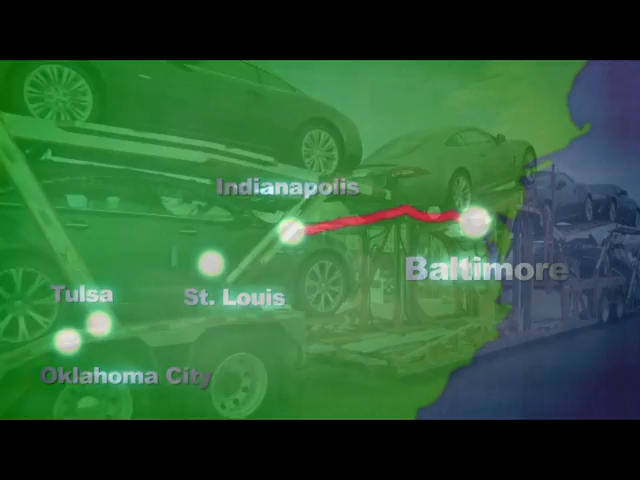 Indianapolis
Baltimore
Tulsa
St. Louis
Oklahoma City